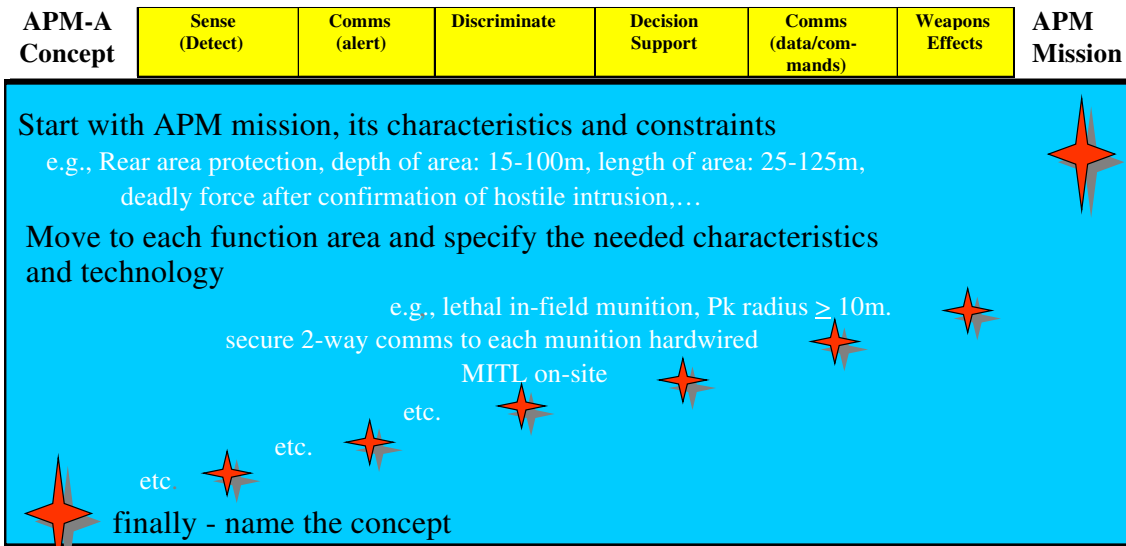 APM-A
Concept
Sense
(Detect)
Comms
(alert)
Discriminate
Decision
Support
Comms
(data/com-
mands)
Weapons
Effects
APM
Mission
Start with APM mission, its characteristics and constraints
e.g., Rear area protection, depth of area: 15-100m, length of area: 25-125m,
deadly force after confirmation of hostile intrusion,…
Move to each function area and specify the needed characteristics
and technology
e.g., lethal in-field munition, Pk radius ≥ 10m.
secure 2-way comms to each munition hardwired
MITL on-site
etc.
etc.
etc.
finally - name the concept